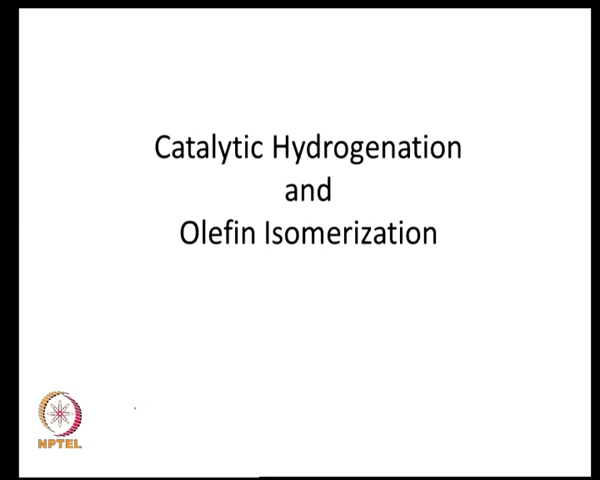 Catalytic Hydrogenation
and
Olefin Isomerization
NPTEL